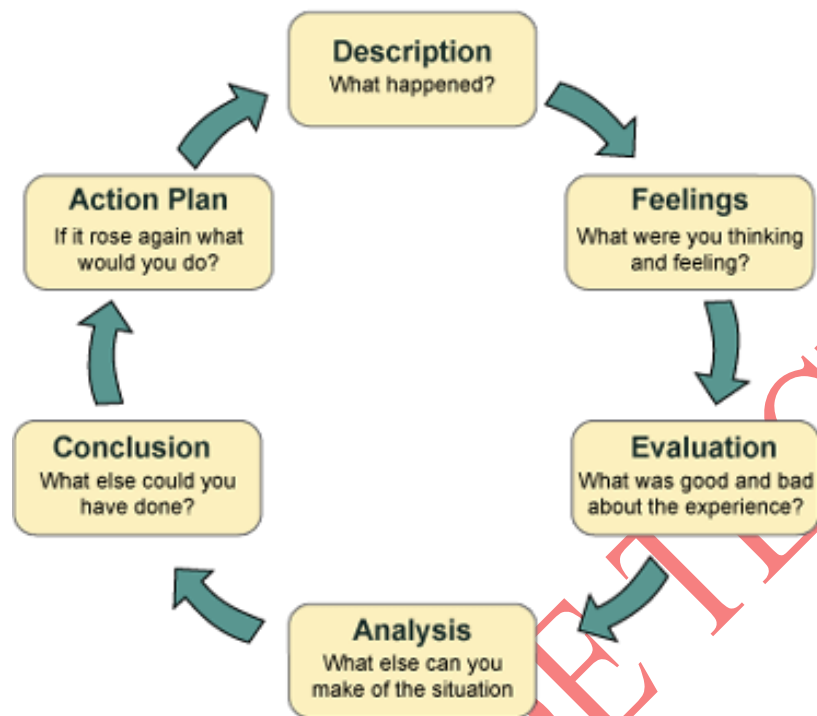 Description
What happened?
Feelings
What were you thinking
and feeling?
Evaluation
What was good and bad
about the experience?
Analysis
What else can you
make of the situation
Conclusion
What else could you
have done?
Action Plan
If it rose again what
would you do?